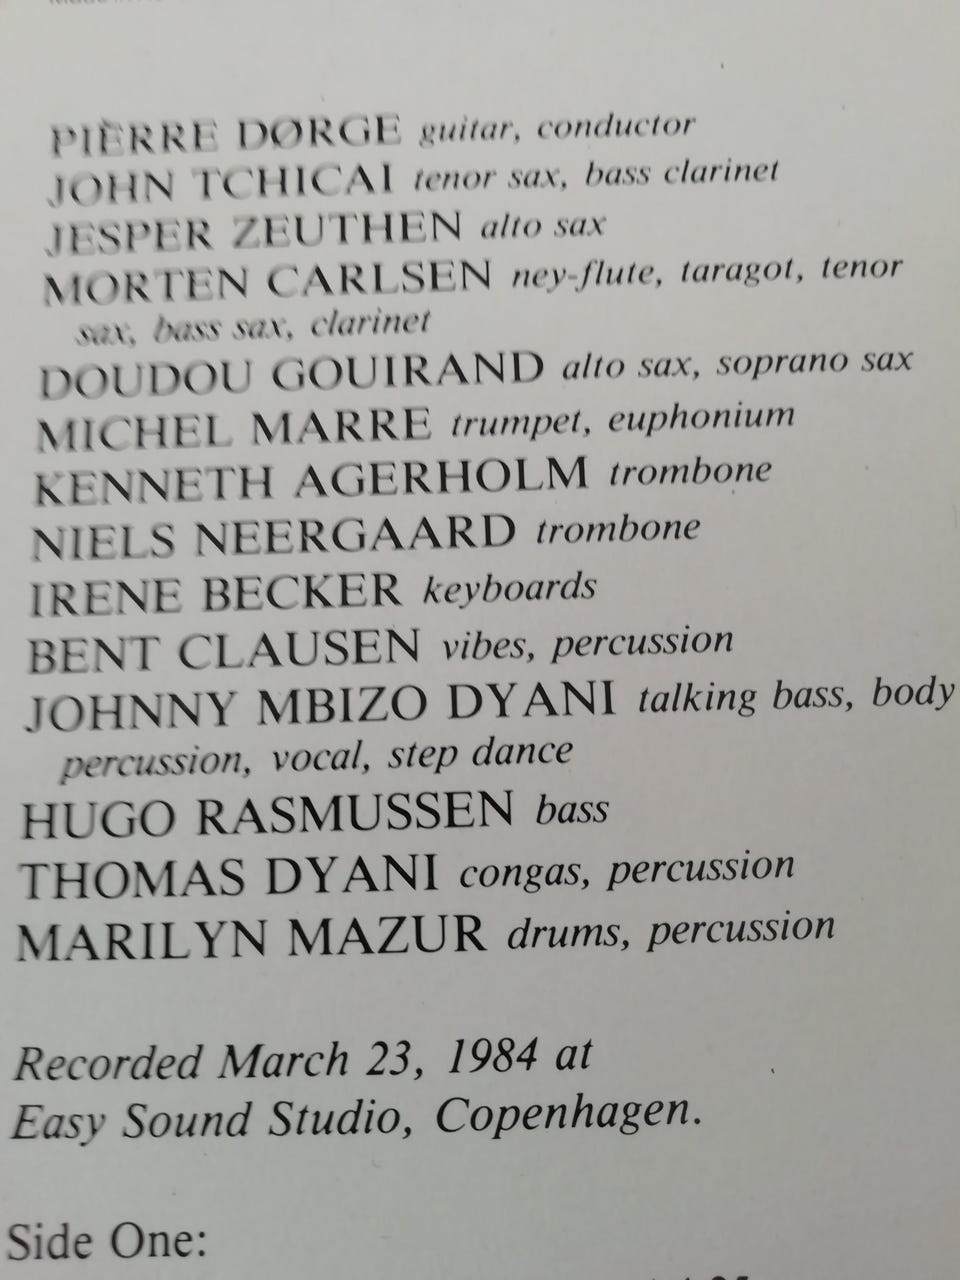 PIERRE DØRGE guitar, conductor
JOHN TCHICAI tenor sax, bass clarinet
JESPER ZEUTHEN alto sax
MORTEN CARLSEN ney-flute, taragot, tenor
sax, bass sax, clarinet
DOUDOU GOUIRAND alto sax, soprano sax
MICHEL MARRE trumpet, euphonium
KENNETH AGERHOLM trombone
NIELS NEERGAARD trombone
IRENE BECKER keyboards
BENT CLAUSEN vibes, percussion
JOHNNY MBIZO DYANI talking bass, body
percussion, vocal, step dance
HUGO RASMUSSEN bass
THOMAS DYANI congas, percussion
MARILYN MAZUR drums, percussion
Recorded March 23, 1984 at
Easy Sound Studio, Copenhagen.
Side One: